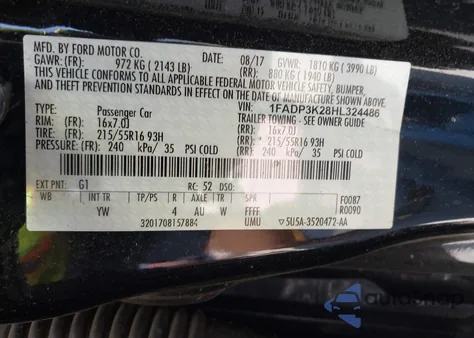 MFD. BY FORD MOTOR CO.
08/17 GVWR: 1810 KG ( 3990 LB)
GAWR: (FR) 972 KG ( 2143 LB) (RR) 880 KG (1940 LB)
THIS VEHICLE CONFORMS TO ALL APPLICABLE FEDERAL MOTOR VEHICLE SAFETY, BUMPER,
AND THEFT PREVENTION STANDARDS IN EFFECT ON THE DATE OF MANUFACTURE SHOWN ABOVE.
VIN: 1FADP3K28HL324486
TYPE: Passenger Car TRAILER TOWING - SEE OWNER GUIDE
RIM: (FR) 16x7.0J (RR): 16x7.0J
TIRE: (FR) 215/55R16 93H (RR): 215/55R16 93H
PRESSURE: (FR) 240 kPa/ 35 PSI COLD (RR): 240 kPa/ 35 PSI COLD
EXT PNT: G1 RC: 52 DSO:
WB INT TR TP/PS R AXLE TR SPR F0087
YW 4 AU W FFFF R0090
3201708157884 UMU 5U5A-3520472-AA
autosnap